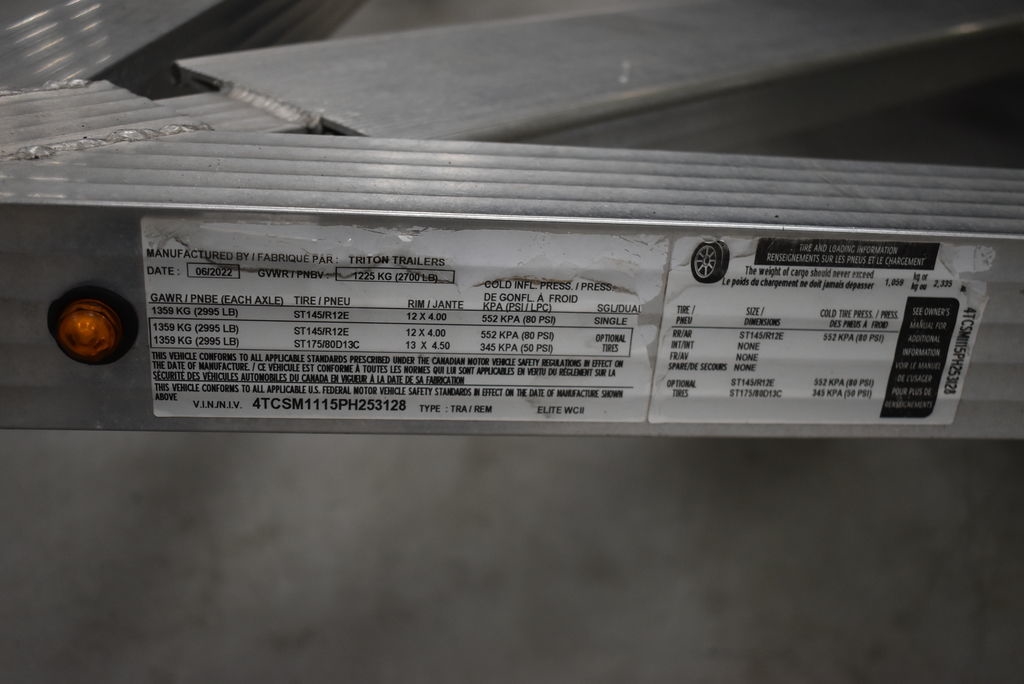 MANUFACTURED BY / FABRIQUÉ PAR : TRITON TRAILERS
DATE : 06/2022 GVWR / PNBV : 1225 KG (2700 LB)
COLD INFL. PRESS. / PRESS.
DE GONFL. À FROID
GAWR / PNBE (EACH AXLE) TIRE / PNEU RIM / JANTE KPA (PSI / LPC) SGL/DUAL
1359 KG (2995 LB) ST145/R12E 12 X 4.00 552 KPA (80 PSI) SINGLE
1359 KG (2995 LB) ST145/R12E 12 X 4.00 552 KPA (80 PSI) OPTIONAL
1359 KG (2995 LB) ST175/80D13C 13 X 4.50 345 KPA (50 PSI) TIRES
THIS VEHICLE CONFORMS TO ALL APPLICABLE STANDARDS PRESCRIBED UNDER THE CANADIAN MOTOR VEHICLE SAFETY REGULATIONS IN EFFECT ON
THE DATE OF MANUFACTURE. / CE VÉHICULE EST CONFORME À TOUTES LES NORMES QUI LUI SONT APPLICABLES EN VERTU DU RÈGLEMENT SUR LA
SÉCURITÉ DES VÉHICULES AUTOMOBILES DU CANADA EN VIGUEUR À LA DATE DE SA FABRICATION
THIS VEHICLE CONFORMS TO ALL APPLICABLE U.S. FEDERAL MOTOR VEHICLE SAFETY STANDARDS IN EFFECT ON THE DATE OF MANUFACTURE SHOWN
ABOVE
V.I.N./N.I.V. 4TCSM1115PH253128 TYPE : TRA / REM ELITE WCII
TIRE AND LOADING INFORMATION
RENSEIGNEMENTS SUR LES PNEUS ET LE CHARGEMENT
The weight of cargo should never exceed
Le poids du chargement ne doit jamais dépasser
1,059 kg or kg ou 2,335
TIRE / PNEU SIZE / DIMENSIONS COLD TIRE PRESS. / PRESS. DES PNEUS À FROID
RR/AR ST145/R12E 552 KPA (80 PSI)
INT/INT NONE
FR/AV NONE
SPARE/DE SECOURS NONE
OPTIONAL ST145/R12E 552 KPA (80 PSI)
TIRES ST175/80D13C 345 KPA (50 PSI)
SEE OWNER'S
MANUAL FOR
ADDITIONAL
INFORMATION
VOIR LE MANUEL
DE L'USAGER
POUR PLUS DE
RENSEIGNEMENTS
4TCSM1115PH253128